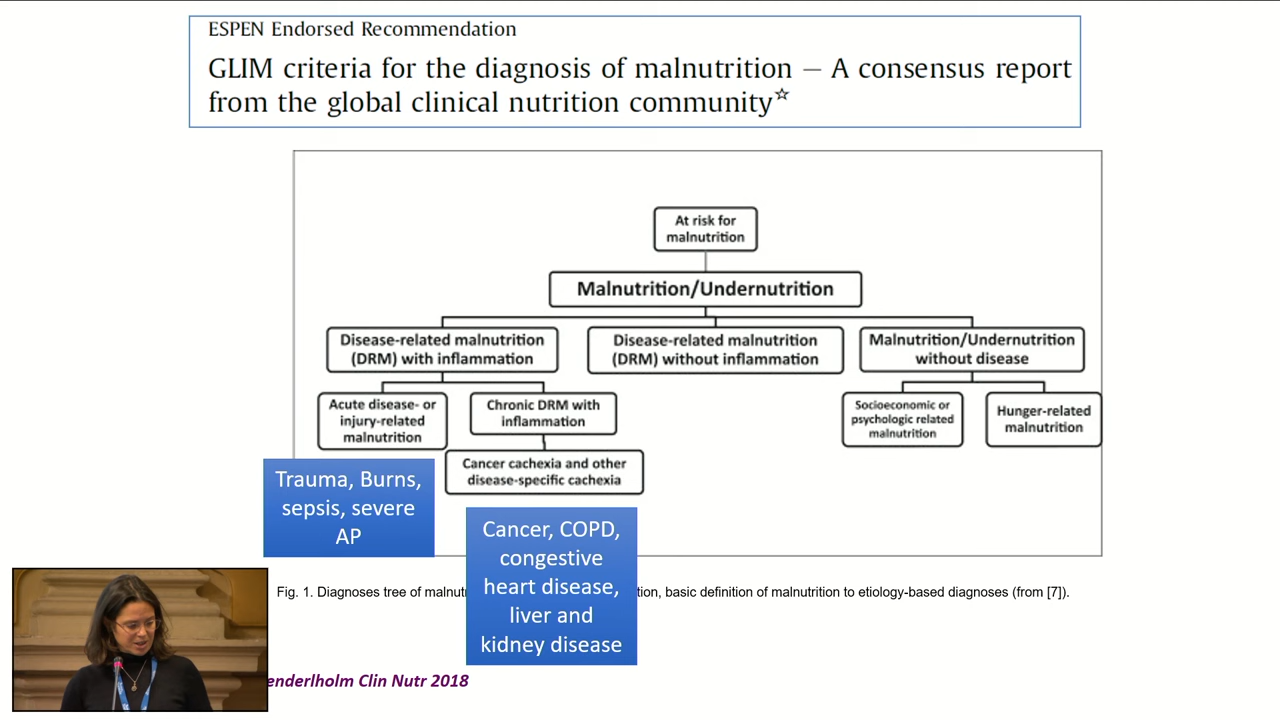 ESPEN Endorsed Recommendation
GLIM criteria for the diagnosis of malnutrition — A consensus report
from the global clinical nutrition community☆
At risk for
malnutrition
Malnutrition/Undernutrition
Disease-related malnutrition
(DRM) with inflammation
Disease-related malnutrition
(DRM) without inflammation
Malnutrition/Undernutrition
without disease
Acute disease- or
injury-related
malnutrition
Chronic DRM with
inflammation
Socioeconomic or
psychologic related
malnutrition
Hunger-related
malnutrition
Cancer cachexia and other
disease-specific cachexia
Trauma, Burns,
sepsis, severe
AP
Cancer, COPD,
congestive
heart disease,
liver and
kidney disease
Fig. 1. Diagnoses tree of malnut tion, basic definition of malnutrition to etiology-based diagnoses (from [7]).
enderlholm Clin Nutr 2018